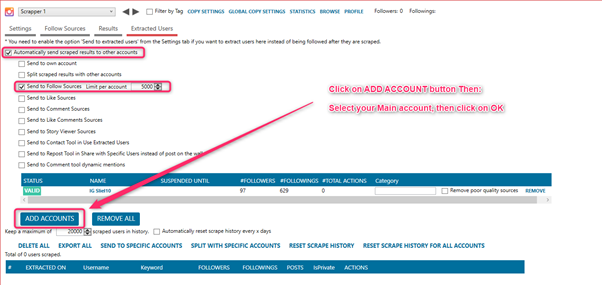 Scrapper 1
Filter by Tag COPY SETTINGS GLOBAL COPY SETTINGS STATISTICS BROWSE PROFILE Followers: 0 Followings:
Settings Follow Sources Results Extracted Users
* You need to enable the option 'Send to extracted users' from the Settings tab if you want to extract users here instead of being followed after they are scraped.
Automatically send scraped results to other accounts
Send to own account
Split scraped results with other accounts
Send to Follow Sources Limit per account 5000
Send to Like Sources
Send to Comment Sources
Send to Like Comments Sources
Send to Story Viewer Sources
Send to Contact Tool in Use Extracted Users
Send to Repost Tool in Share with Specific Users instead of post on the wall
Send to Comment tool dynamic mentions
Click on ADD ACCOUNT button Then:
Select your Main account, then click on OK
STATUS NAME SUSPENDED UNTIL #FOLLOWERS #FOLLOWINGS #TOTAL ACTIONS Category
VALID IG Slei10 97 629 0 Remove poor quality sources REMOVE
ADD ACCOUNTS REMOVE ALL
Keep a maximum of 20000 scraped users in history. Automatically reset scrape history every x days
DELETE ALL EXPORT ALL SEND TO SPECIFIC ACCOUNTS SPLIT WITH SPECIFIC ACCOUNTS RESET SCRAPE HISTORY RESET SCRAPE HISTORY FOR ALL ACCOUNTS
Total of 0 users scraped.
# EXTRACTED ON Username Keyword FOLLOWERS FOLLOWINGS POSTS IsPrivate ACTIONS